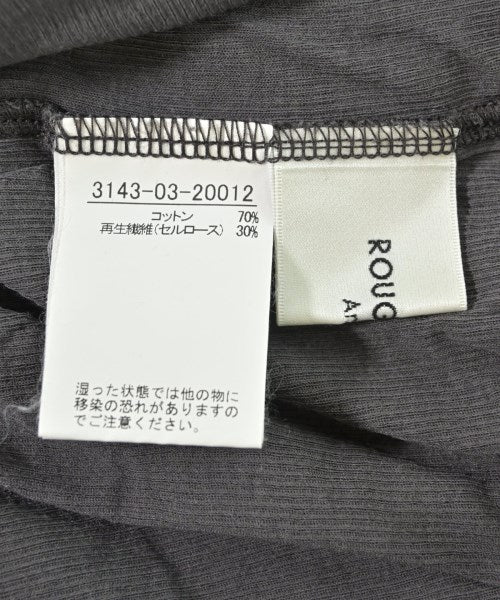 3143-03-20012
コットン 70%
再生繊維(セルロース) 30%
湿った状態では他の物に
移染の恐れがありますの
でご注意ください。
ROUG